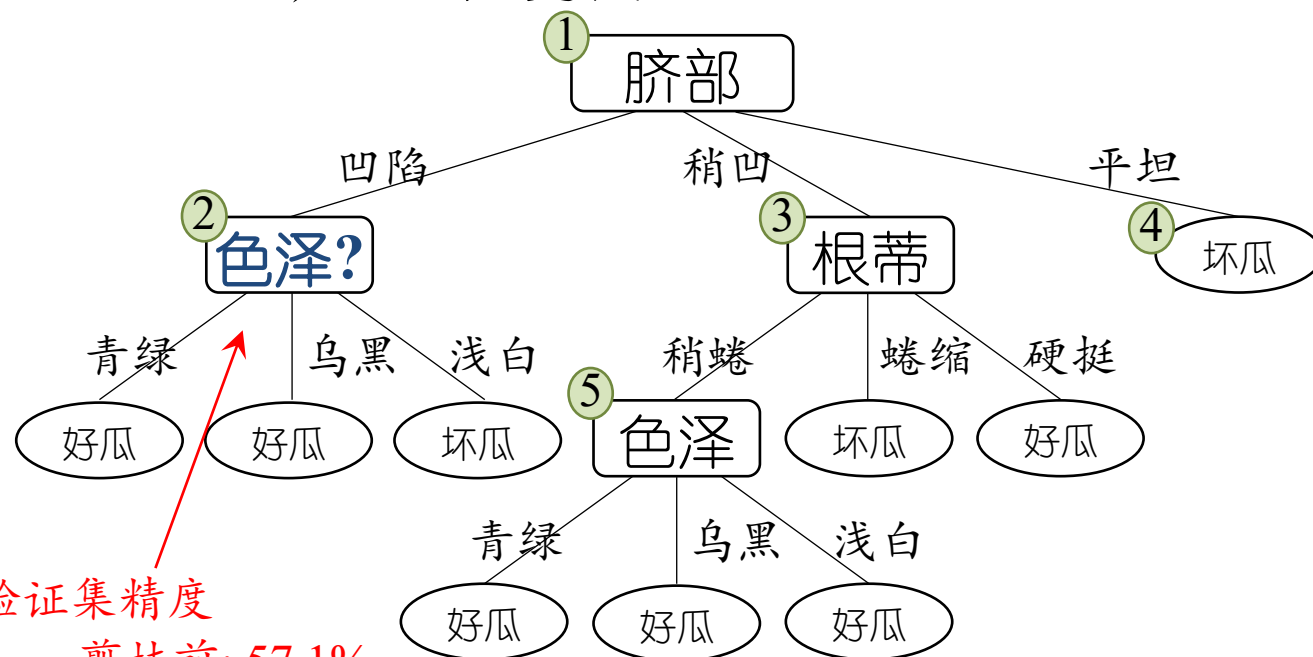 1
脐部
凹陷 稍凹 平坦
2 3 4
色泽? 根蒂 坏瓜
青绿 乌黑 浅白 稍蜷 蜷缩 硬挺
5
好瓜 好瓜 坏瓜 色泽 坏瓜 好瓜
青绿 乌黑 浅白
验证集精度
好瓜 好瓜 好瓜
57.1%